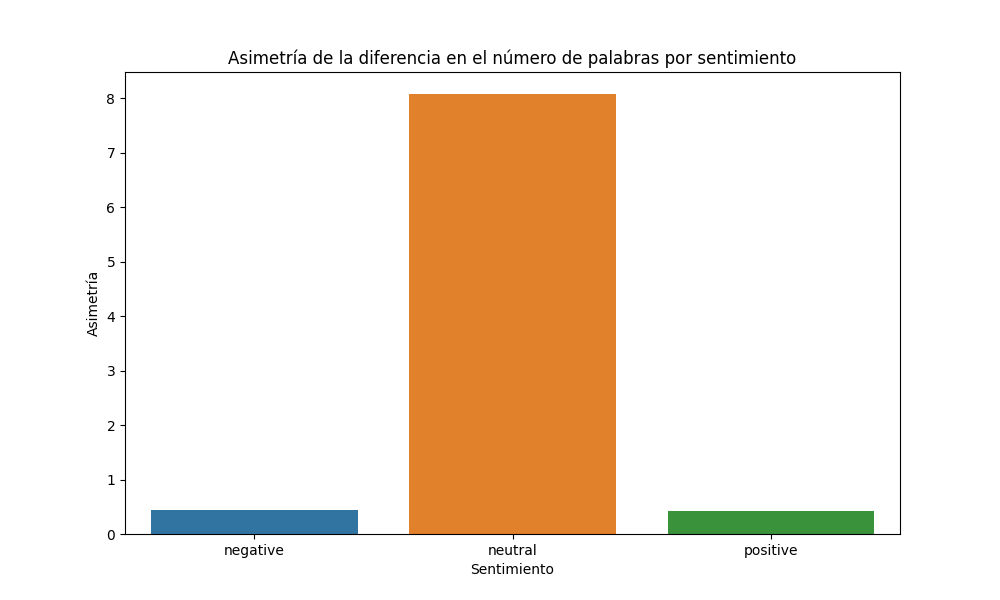 Asimetría de la diferencia en el número de palabras por sentimiento
8
7
6
5
4
3
2
1
0
Asimetría
negative neutral positive
Sentimiento